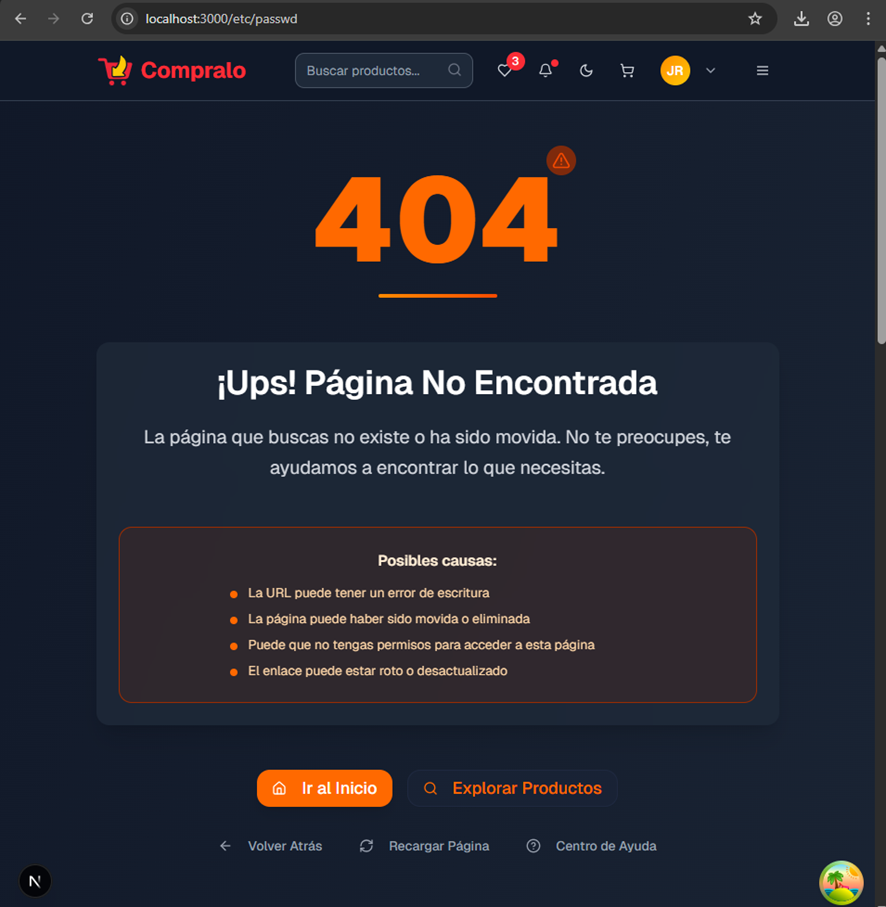 localhost:3000/etc/passwd
Compralo
Buscar productos...
3
JR
404
¡Ups! Página No Encontrada
La página que buscas no existe o ha sido movida. No te preocupes, te
ayudamos a encontrar lo que necesitas.
Posibles causas:
La URL puede tener un error de escritura
La página puede haber sido movida o eliminada
Puede que no tengas permisos para acceder a esta página
El enlace puede estar roto o desactualizado
Ir al Inicio
Explorar Productos
Volver Atrás
Recargar Página
Centro de Ayuda
N